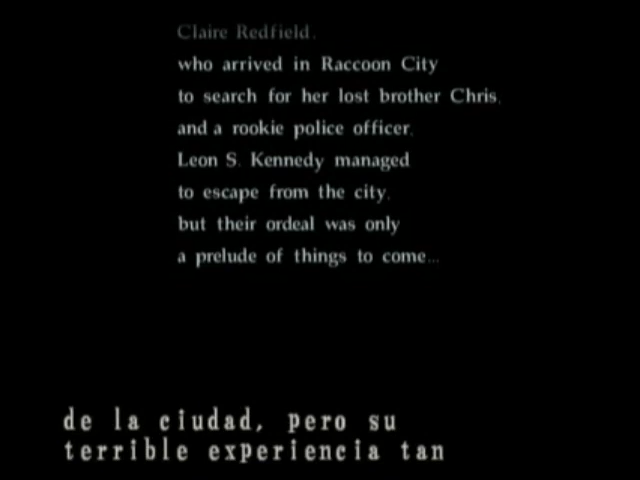 Claire Redfield,
who arrived in Raccoon City
to search for her lost brother Chris,
and a rookie police officer,
Leon S. Kennedy managed
to escape from the city,
but their ordeal was only
a prelude of things to come...
de la ciudad, pero su
terrible experiencia tan